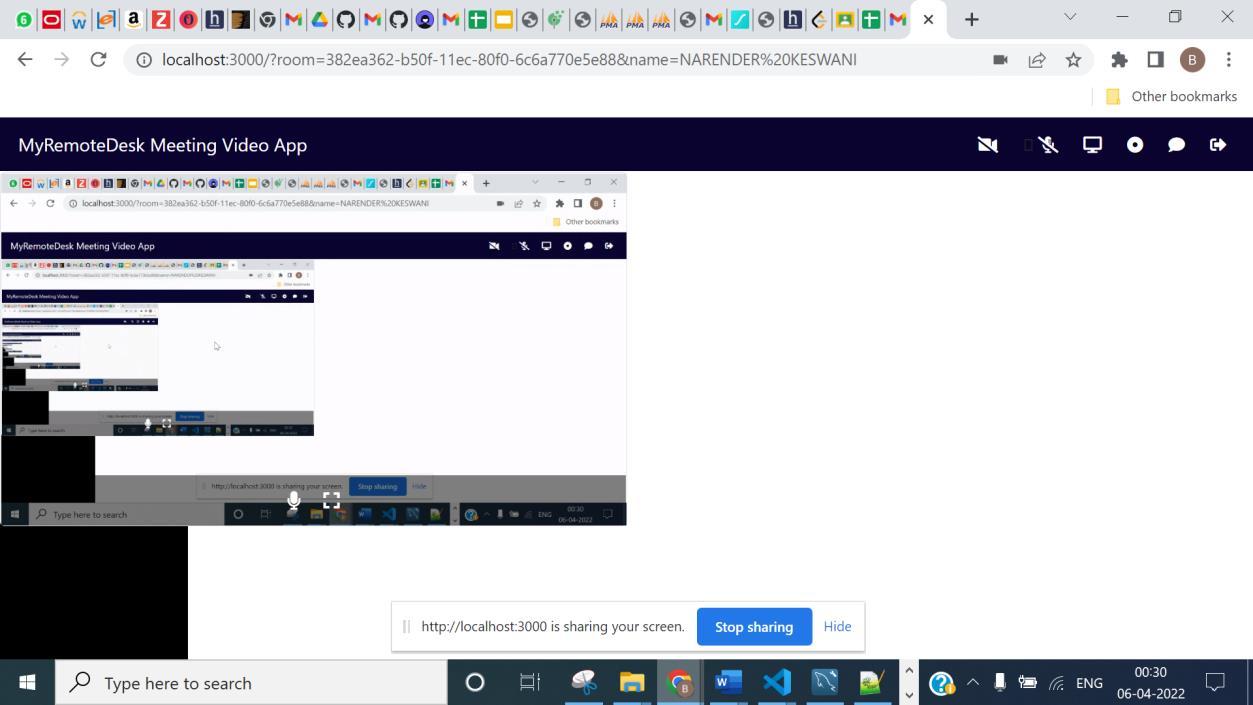 localhost:3000/?room=382ea362-b50f-11ec-80f0-6c6a770e5e88&name=NARENDER%20KESWANI
B
Other bookmarks
MyRemoteDesk Meeting Video App
localhost:3000/?room=382ea362-b50f-11ec-80f0-6c6a770e5e88&name=NARENDER%20KESWANI
Other bookmarks
MyRemoteDesk Meeting Video App
Other bookmarks
MyRemoteDesk Meeting Video App
http://localhost:3000 is sharing your screen. Stop sharing Hide
Type here to search
ENG 00:30
06-04-2022
http://localhost:3000 is sharing your screen. Stop sharing Hide
Type here to search
ENG 00:30
06-04-2022